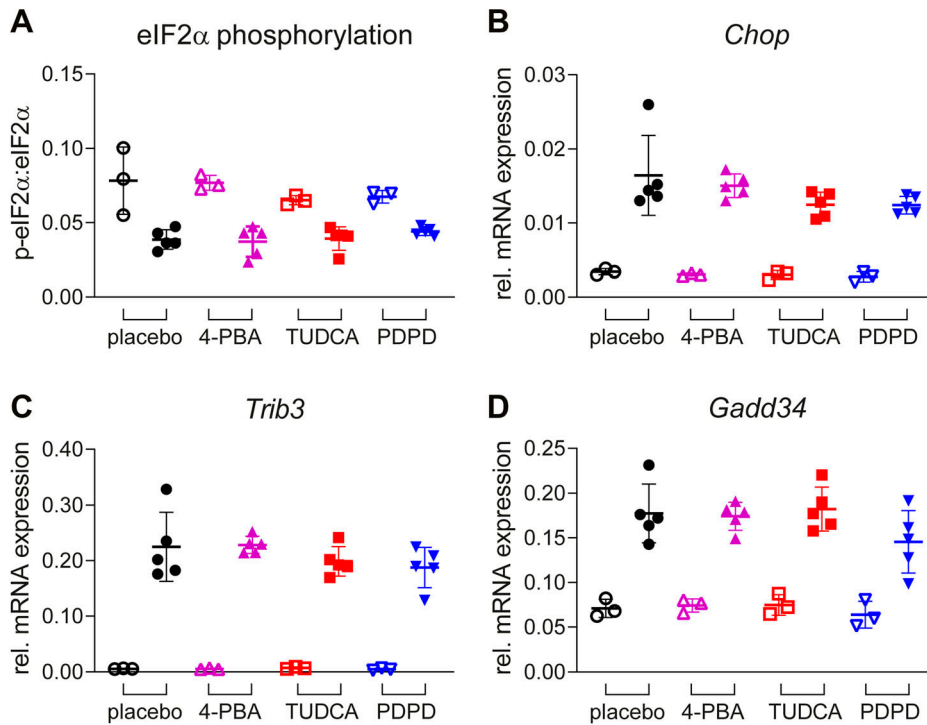 A
eIF2α phosphorylation
p-eIF2α:eIF2α
0.15
0.10
0.05
0.00
placebo 4-PBA TUDCA PDPD
B
Chop
rel. mRNA expression
0.03
0.02
0.01
0.00
placebo 4-PBA TUDCA PDPD
C
Trib3
rel. mRNA expression
0.40
0.30
0.20
0.10
0.00
placebo 4-PBA TUDCA PDPD
D
Gadd34
rel. mRNA expression
0.25
0.20
0.15
0.10
0.05
0.00
placebo 4-PBA TUDCA PDPD